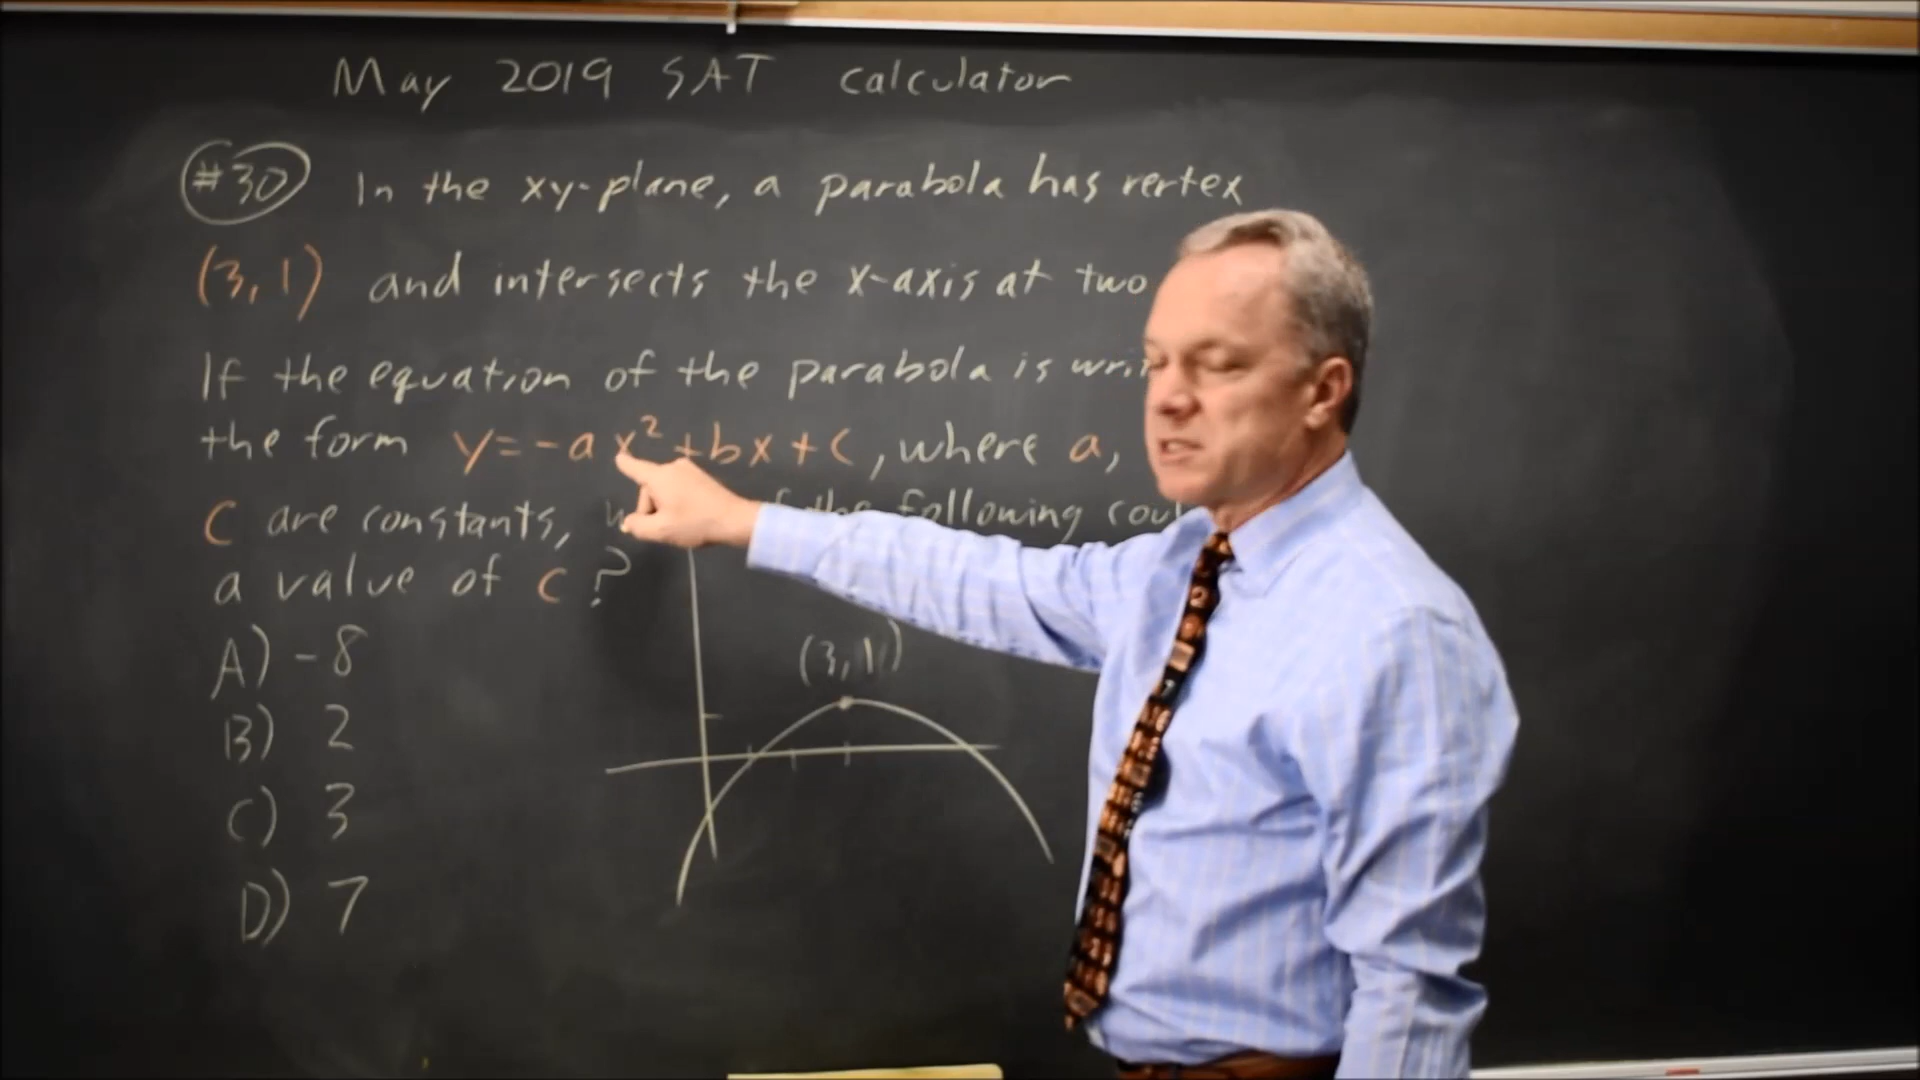 May 2019 SAT calculator
#30 In the xy-plane, a parabola has vertex
(3,1) and intersects the x-axis at two
If the equation of the parabola is
the form y=-ax²+bx+c, where a,
c are constants, the following
a value of c?
A) -8
B) 2
C) 3
D) 7
(3,1)